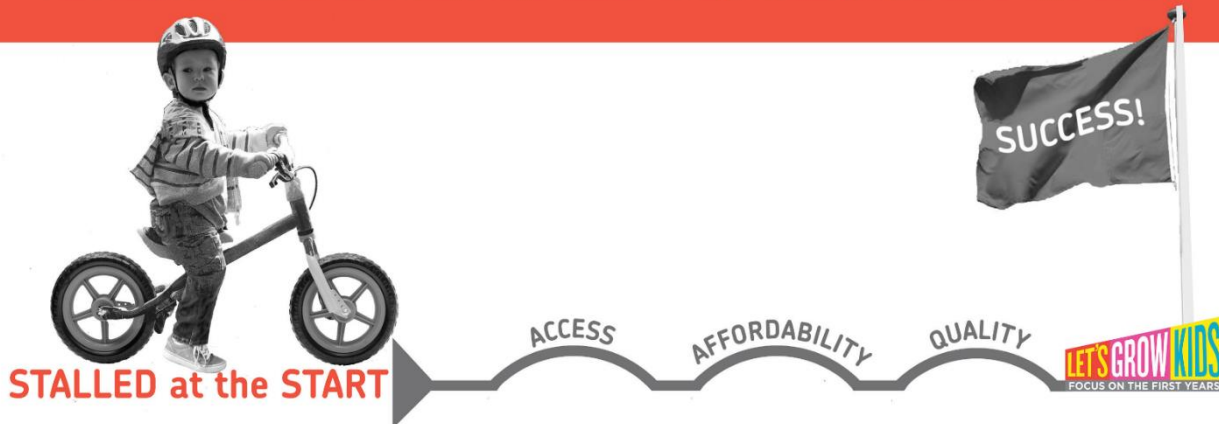 SUCCESS!
ACCESS
AFFORDABILITY
QUALITY
STALLED at the START
LET'S GROW KIDS
FOCUS ON THE FIRST YEARS